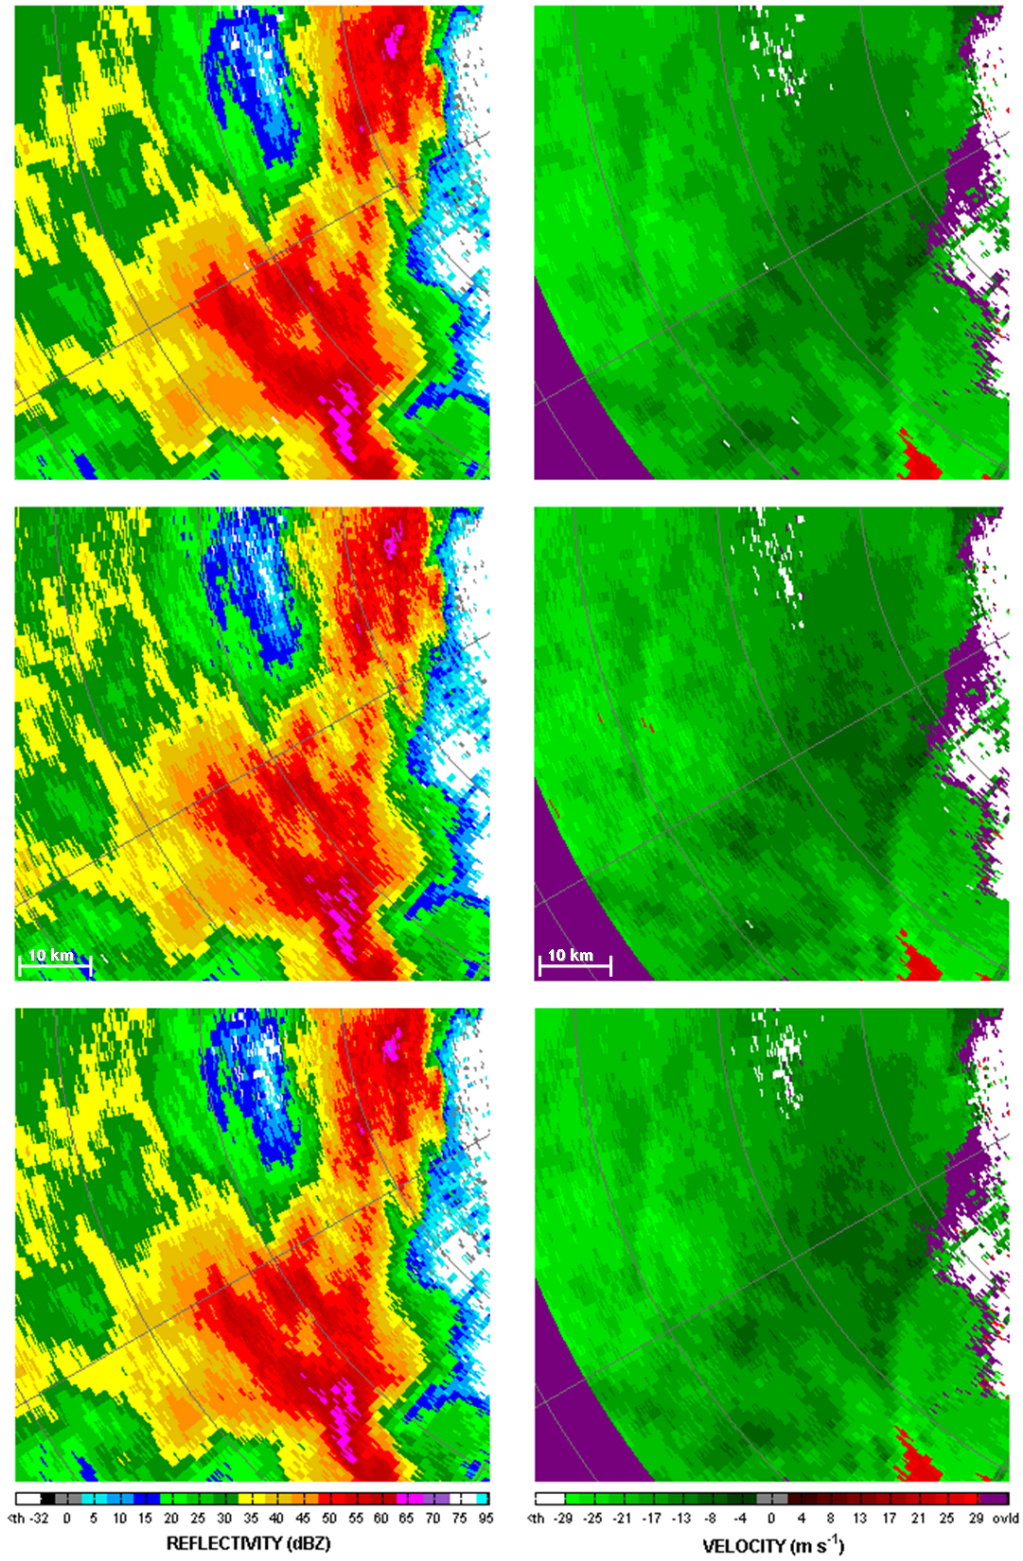 10 km
10 km
<th -32 0 5 10 15 20 25 30 35 40 45 50 55 60 65 70 73 75 95
<th -29 -25 -21 -17 -13 -8 -4 0 4 8 13 17 21 25 29 ovld
REFLECTIVITY (dBZ)
VELOCITY (m s-1)